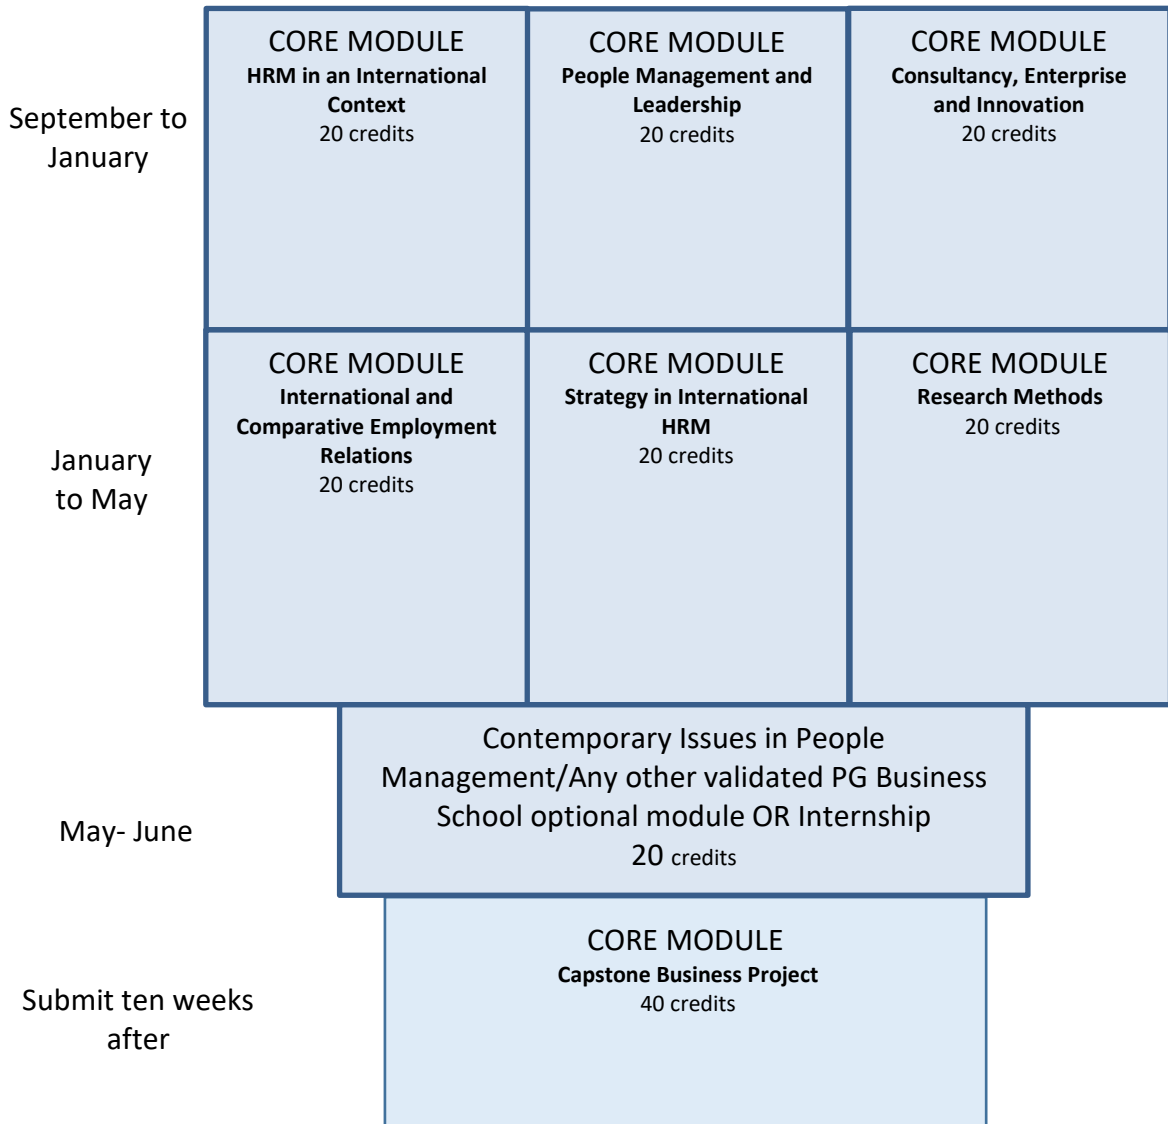 September to
January
CORE MODULE
HRM in an International
Context
20 credits
CORE MODULE
People Management and
Leadership
20 credits
CORE MODULE
Consultancy, Enterprise
and Innovation
20 credits
January
to May
CORE MODULE
International and
Comparative Employment
Relations
20 credits
CORE MODULE
Strategy in International
HRM
20 credits
CORE MODULE
Research Methods
20 credits
May- June
Contemporary Issues in People
Management/Any other validated PG Business
School optional module OR Internship
20 credits
Submit ten weeks
after
CORE MODULE
Capstone Business Project
40 credits